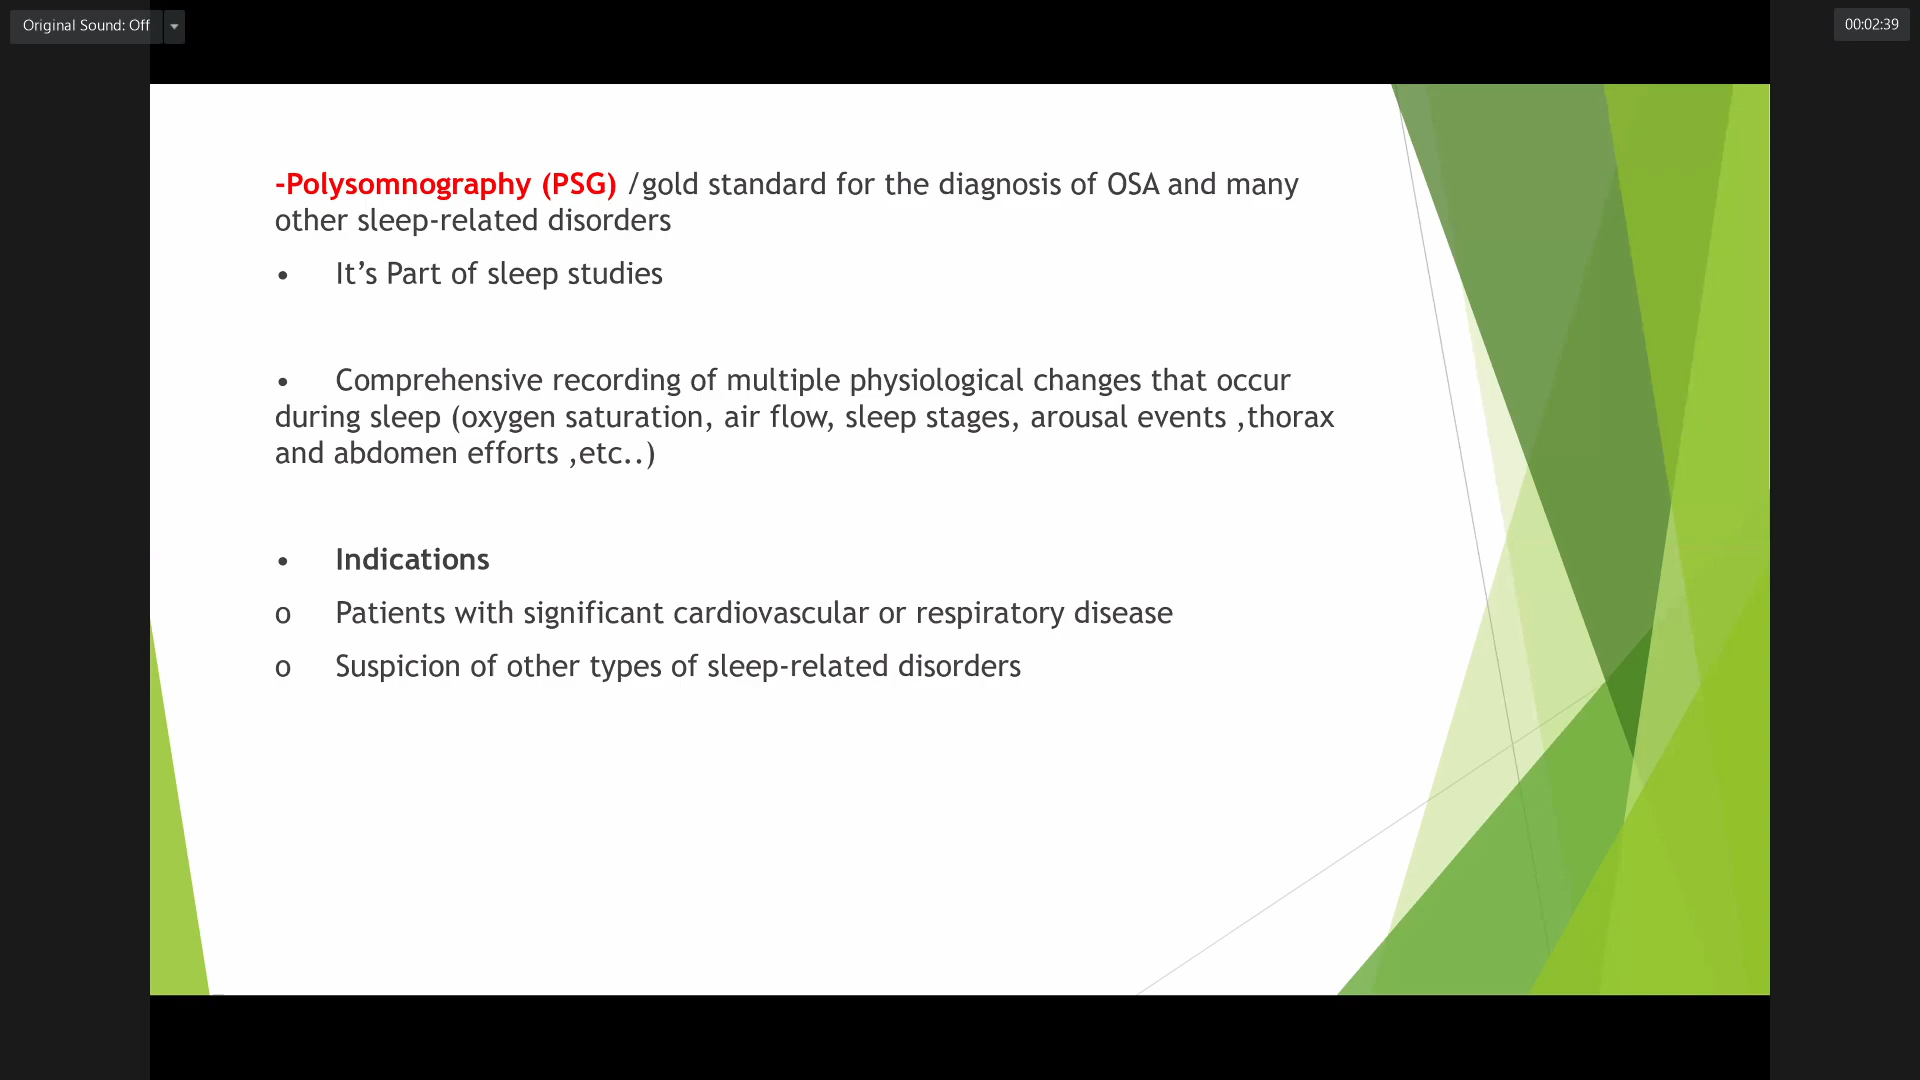 Original Sound: Off
00:02:39
-Polysomnography (PSG) /gold standard for the diagnosis of OSA and many
other sleep-related disorders
• It’s Part of sleep studies
• Comprehensive recording of multiple physiological changes that occur
during sleep (oxygen saturation, air flow, sleep stages, arousal events ,thorax
and abdomen efforts ,etc..)
• Indications
o Patients with significant cardiovascular or respiratory disease
o Suspicion of other types of sleep-related disorders